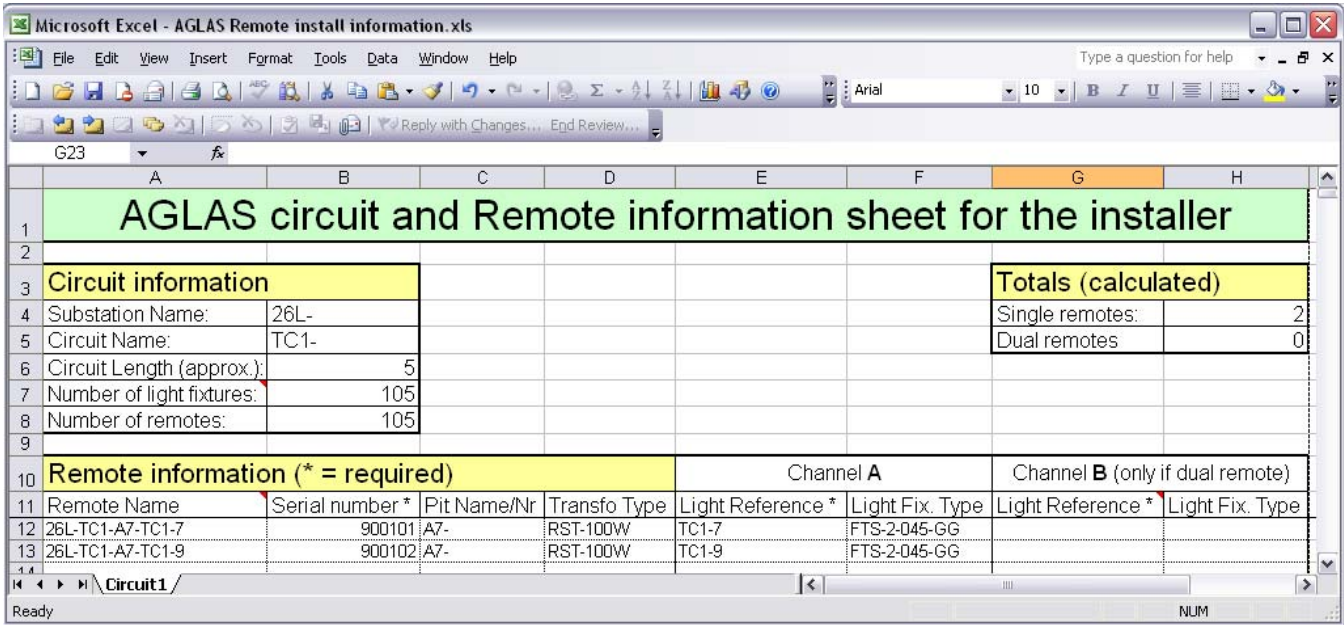 Microsoft Excel - AGLAS Remote install information.xls
File Edit View Insert Format Tools Data Window Help Type a question for help
Arial 10 B I U
Reply with Changes... End Review...
G23 fx
A B C D E F G H
1 AGLAS circuit and Remote information sheet for the installer
2
3 Circuit information Totals (calculated)
4 Substation Name: 26L- Single remotes: 2
5 Circuit Name: TC1- Dual remotes 0
6 Circuit Length (approx.): 5
7 Number of light fixtures: 105
8 Number of remotes: 105
9
10 Remote information (* = required) Channel A Channel B (only if dual remote)
11 Remote Name Serial number * Pit Name/Nr Transfo Type Light Reference * Light Fix. Type Light Reference * Light Fix. Type
12 26L-TC1-A7-TC1-7 900101 A7- RST-100W TC1-7 FTS-2-045-GG
13 26L-TC1-A7-TC1-9 900102 A7- RST-100W TC1-9 FTS-2-045-GG
Circuit1
Ready NUM